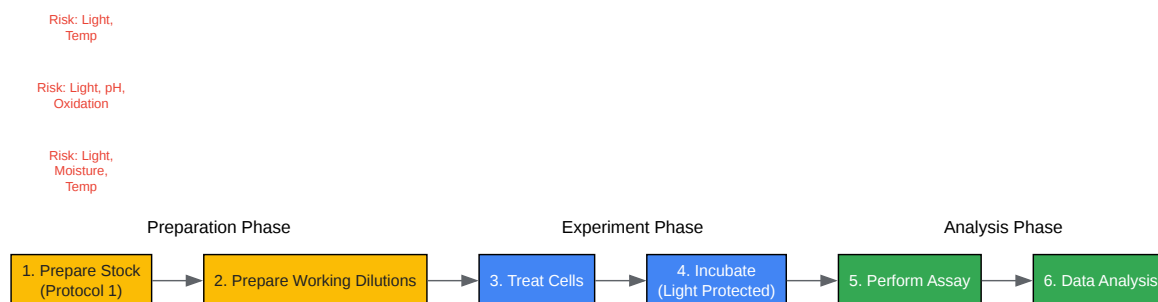 Risk: Light,
Temp
Risk: Light, pH,
Oxidation
Risk: Light,
Moisture,
Temp
Preparation Phase
Experiment Phase
Analysis Phase
1. Prepare Stock
(Protocol 1)
2. Prepare Working Dilutions
3. Treat Cells
4. Incubate
(Light Protected)
5. Perform Assay
6. Data Analysis